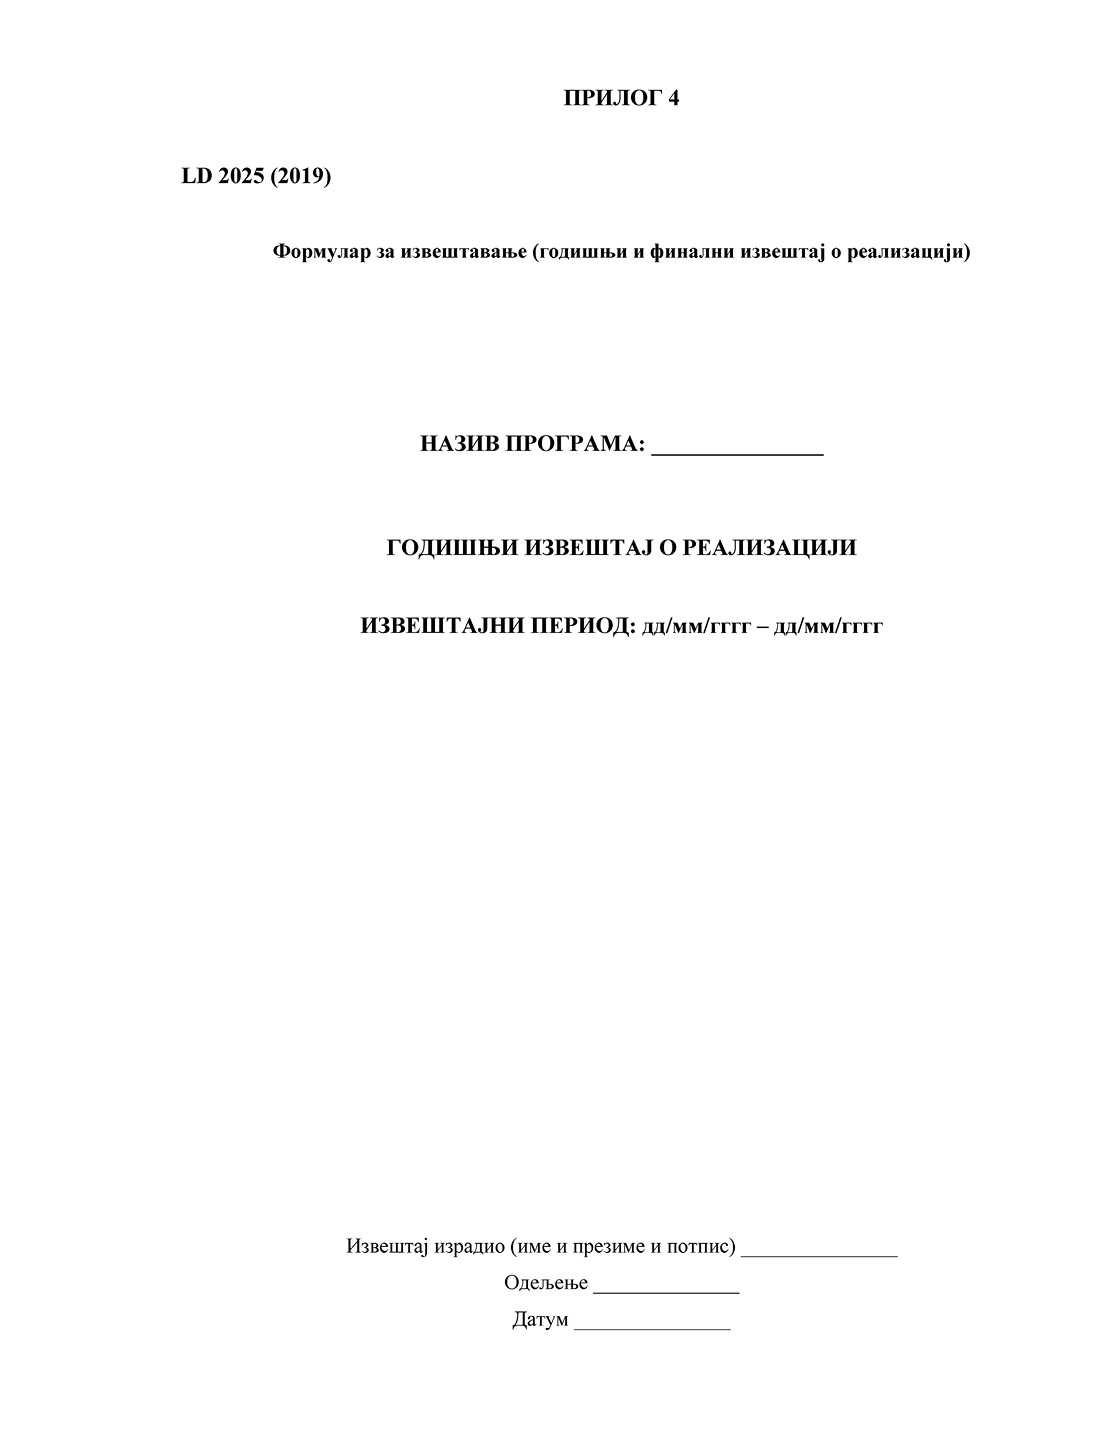 ПРИЛОГ 4
LD 2025 (2019)
Формулар за извештавање (годишњи и финални извештај о реализацији)
НАЗИВ ПРОГРАМА: _______________
ГОДИШЊИ ИЗВЕШТАЈ О РЕАЛИЗАЦИЈИ
ИЗВЕШТАЈНИ ПЕРИОД: дд/мм/гггг – дд/мм/гггг
Извештај израдио (име и презиме и потпис) _______________
Одељење ______________
Датум _______________